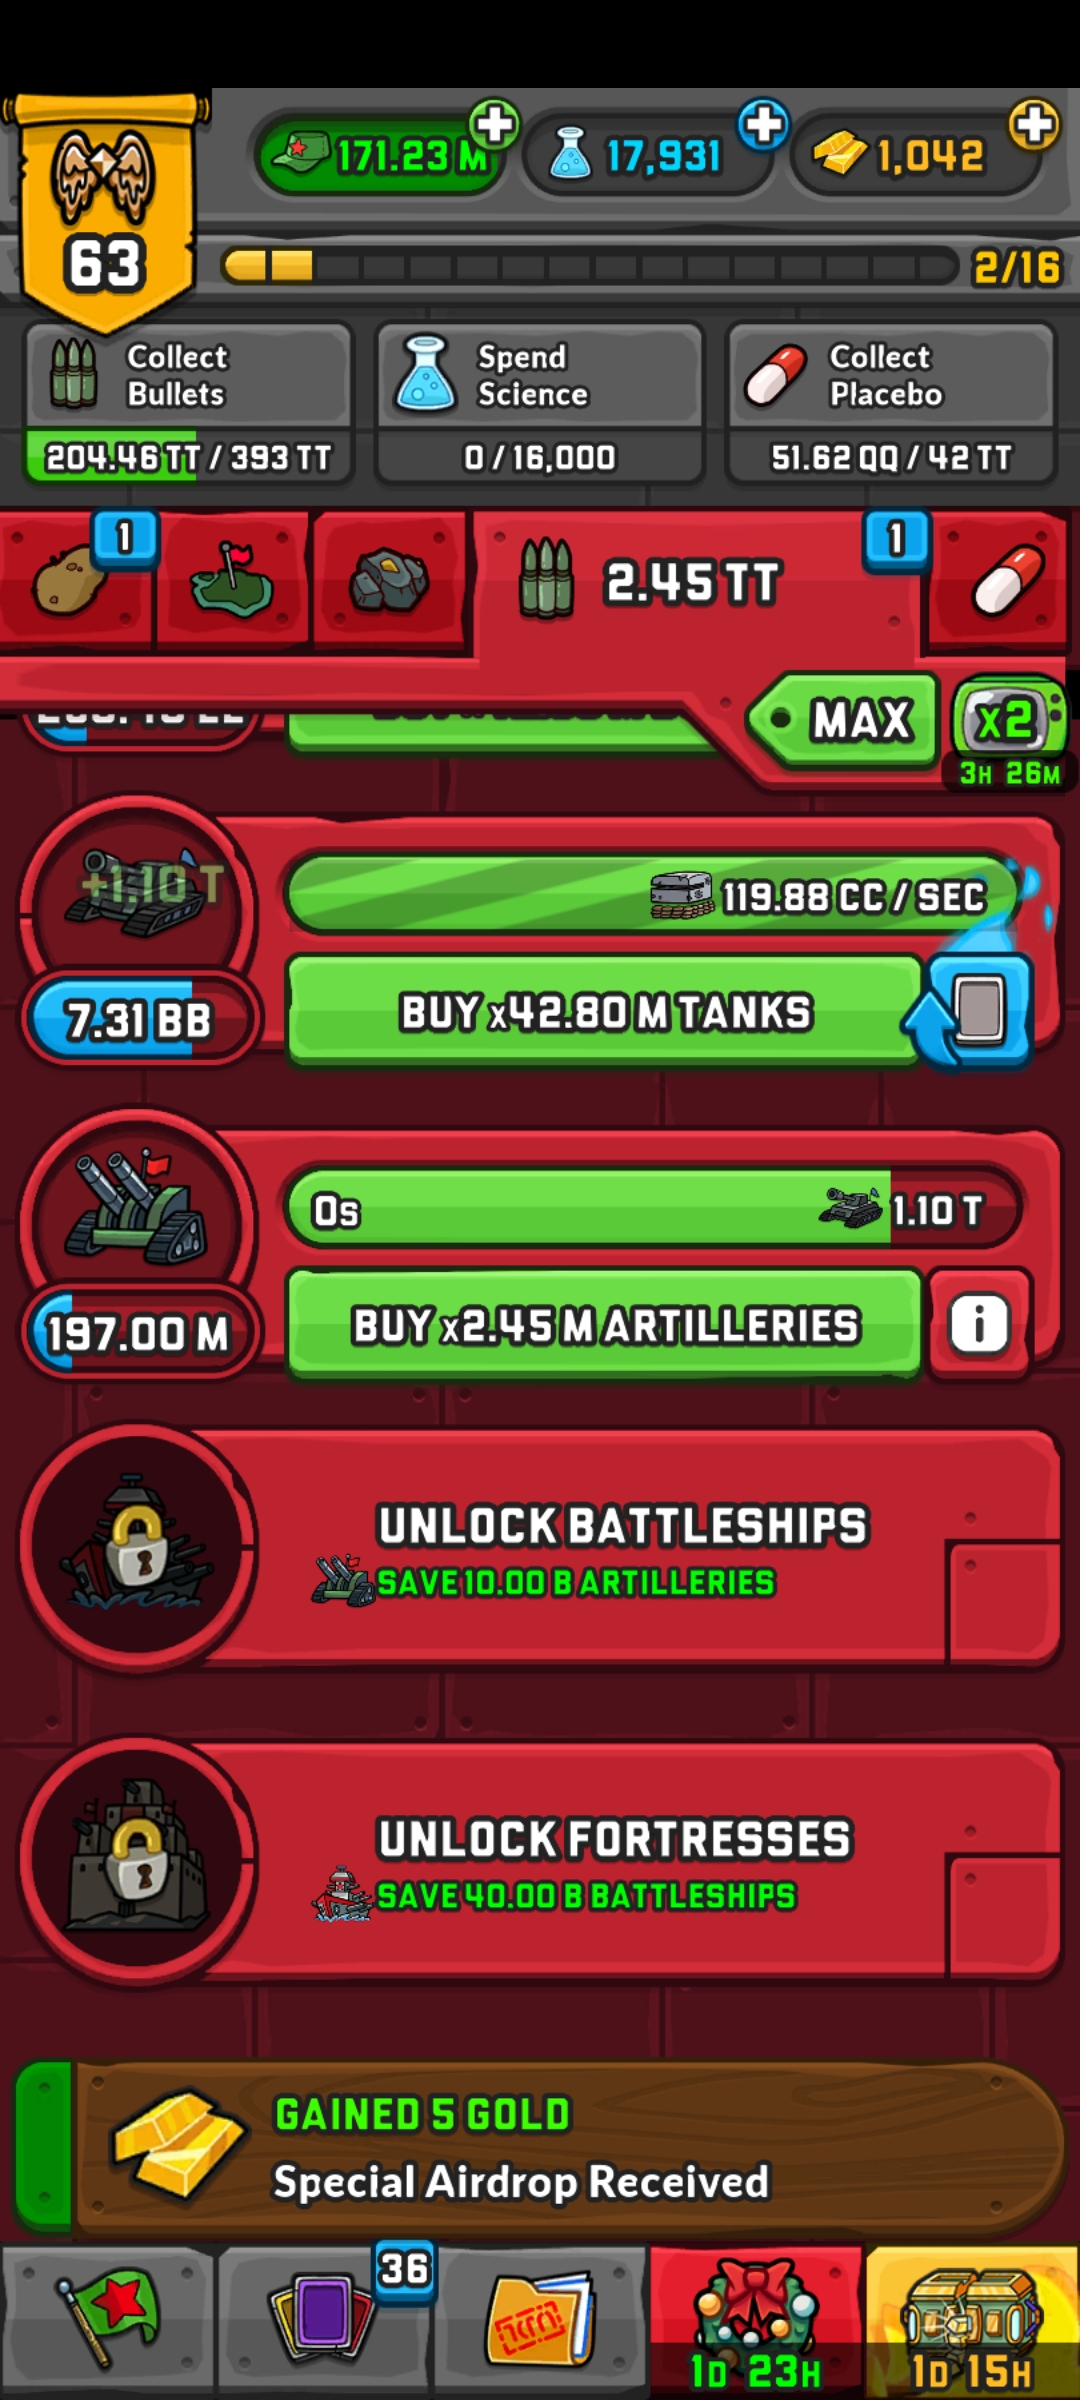 171.23 M
17,931
1,042
63
2/16
Collect
Bullets
204.46 TT / 393 TT
Spend
Science
0 / 16,000
Collect
Placebo
51.62 QQ / 42 TT
1
2.45 TT
1
MAX
x2
3H 26M
+1.10 T
119.88 CC / SEC
7.31 BB
BUY x42.80 M TANKS
0s
1.10 T
197.00 M
BUY x2.45 M ARTILLERIES
i
UNLOCK BATTLESHIPS
SAVE 10.00 B ARTILLERIES
UNLOCK FORTRESSES
SAVE 40.00 B BATTLESHIPS
GAINED 5 GOLD
Special Airdrop Received
36
1D 23H
1D 15H